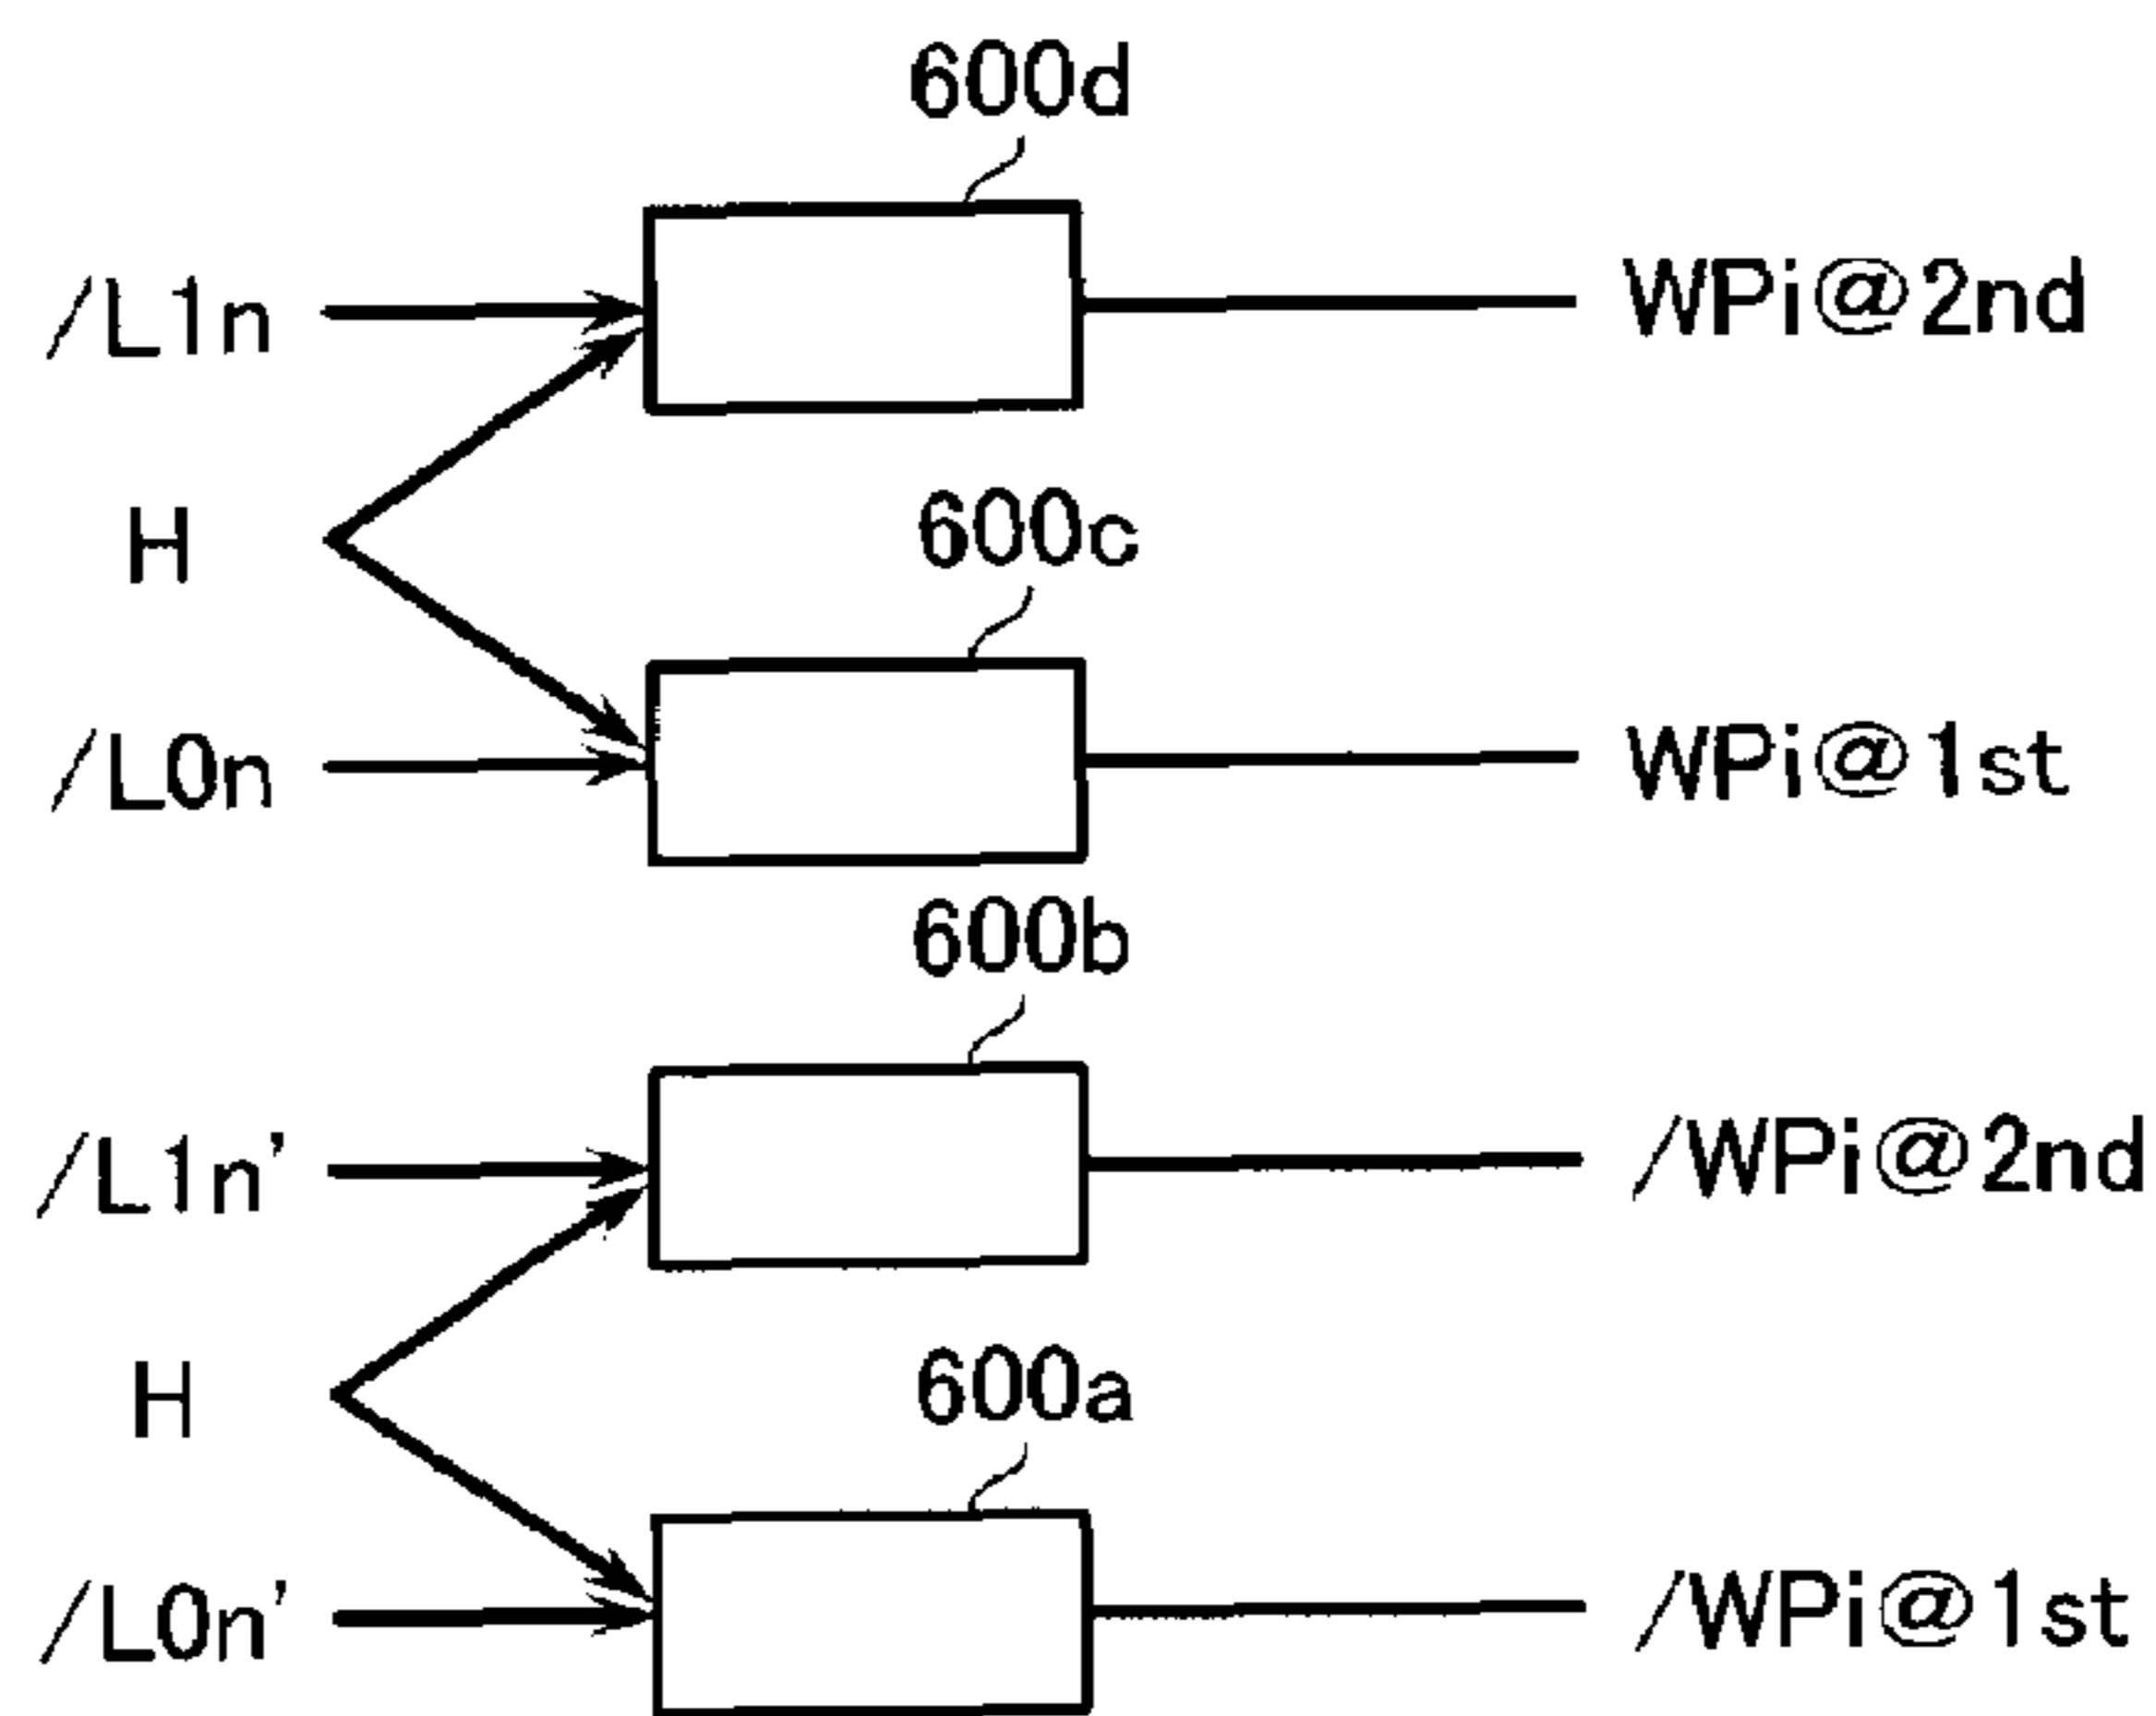 600d
/L1n WPi@2nd
H
600c
/L0n WPi@1st
600b
/L1n' /WPi@2nd
H
600a
/L0n' /WPi@1st